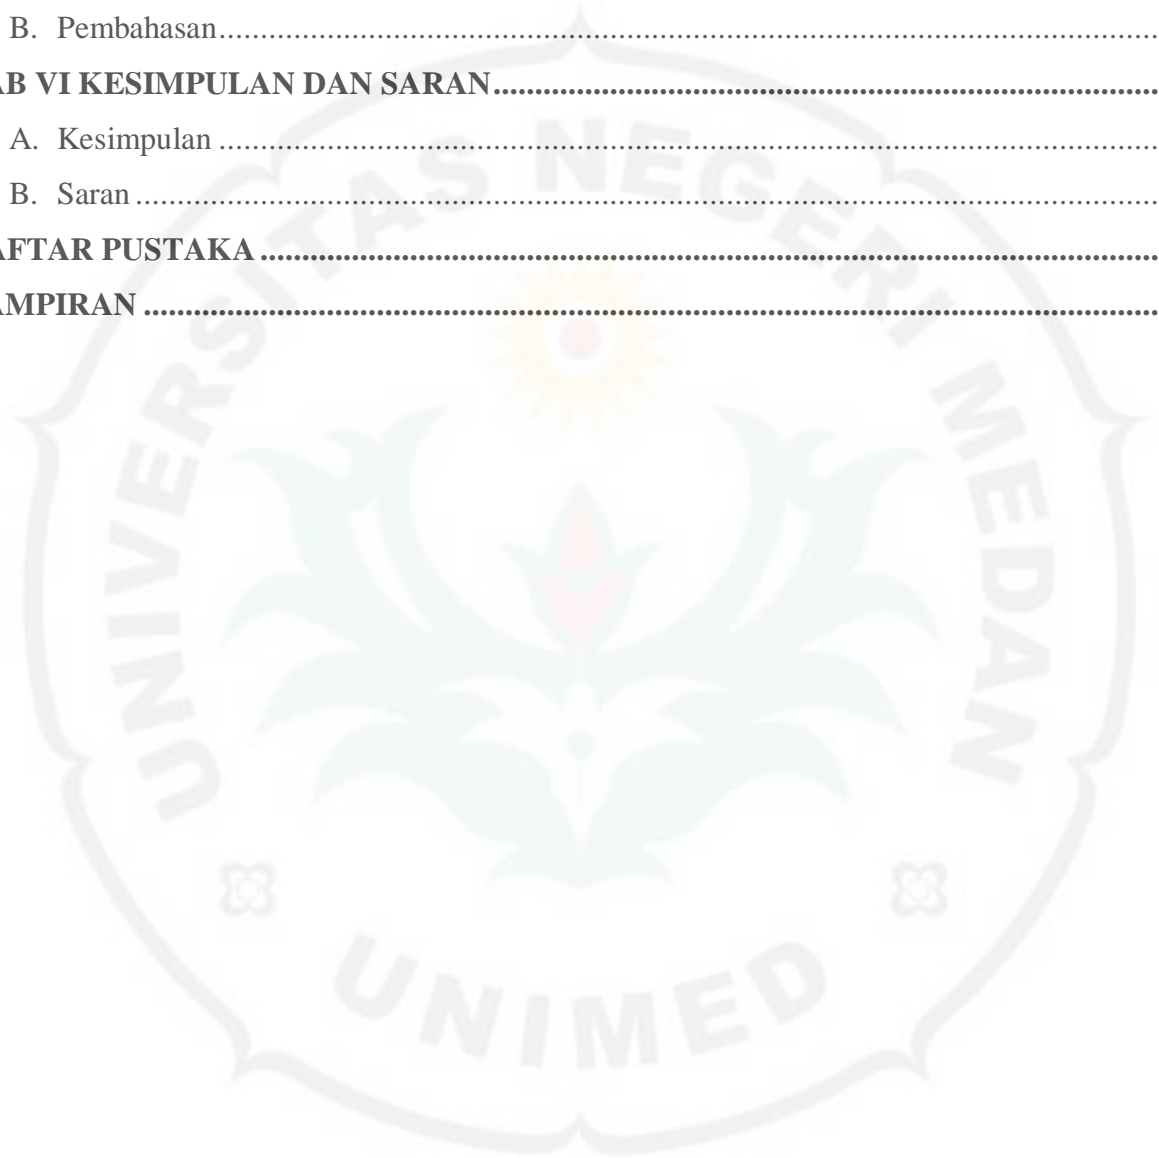 B. Pembahasan..........................................................................................................
AB VI KESIMPULAN DAN SARAN................................................................................
A. Kesimpulan ..........................................................................................................
B. Saran ....................................................................................................................
AFTAR PUSTAKA ............................................................................................................
AMPIRAN ..........................................................................................................................
UNIVERSITAS NEGERI MEDAN
UNIMED